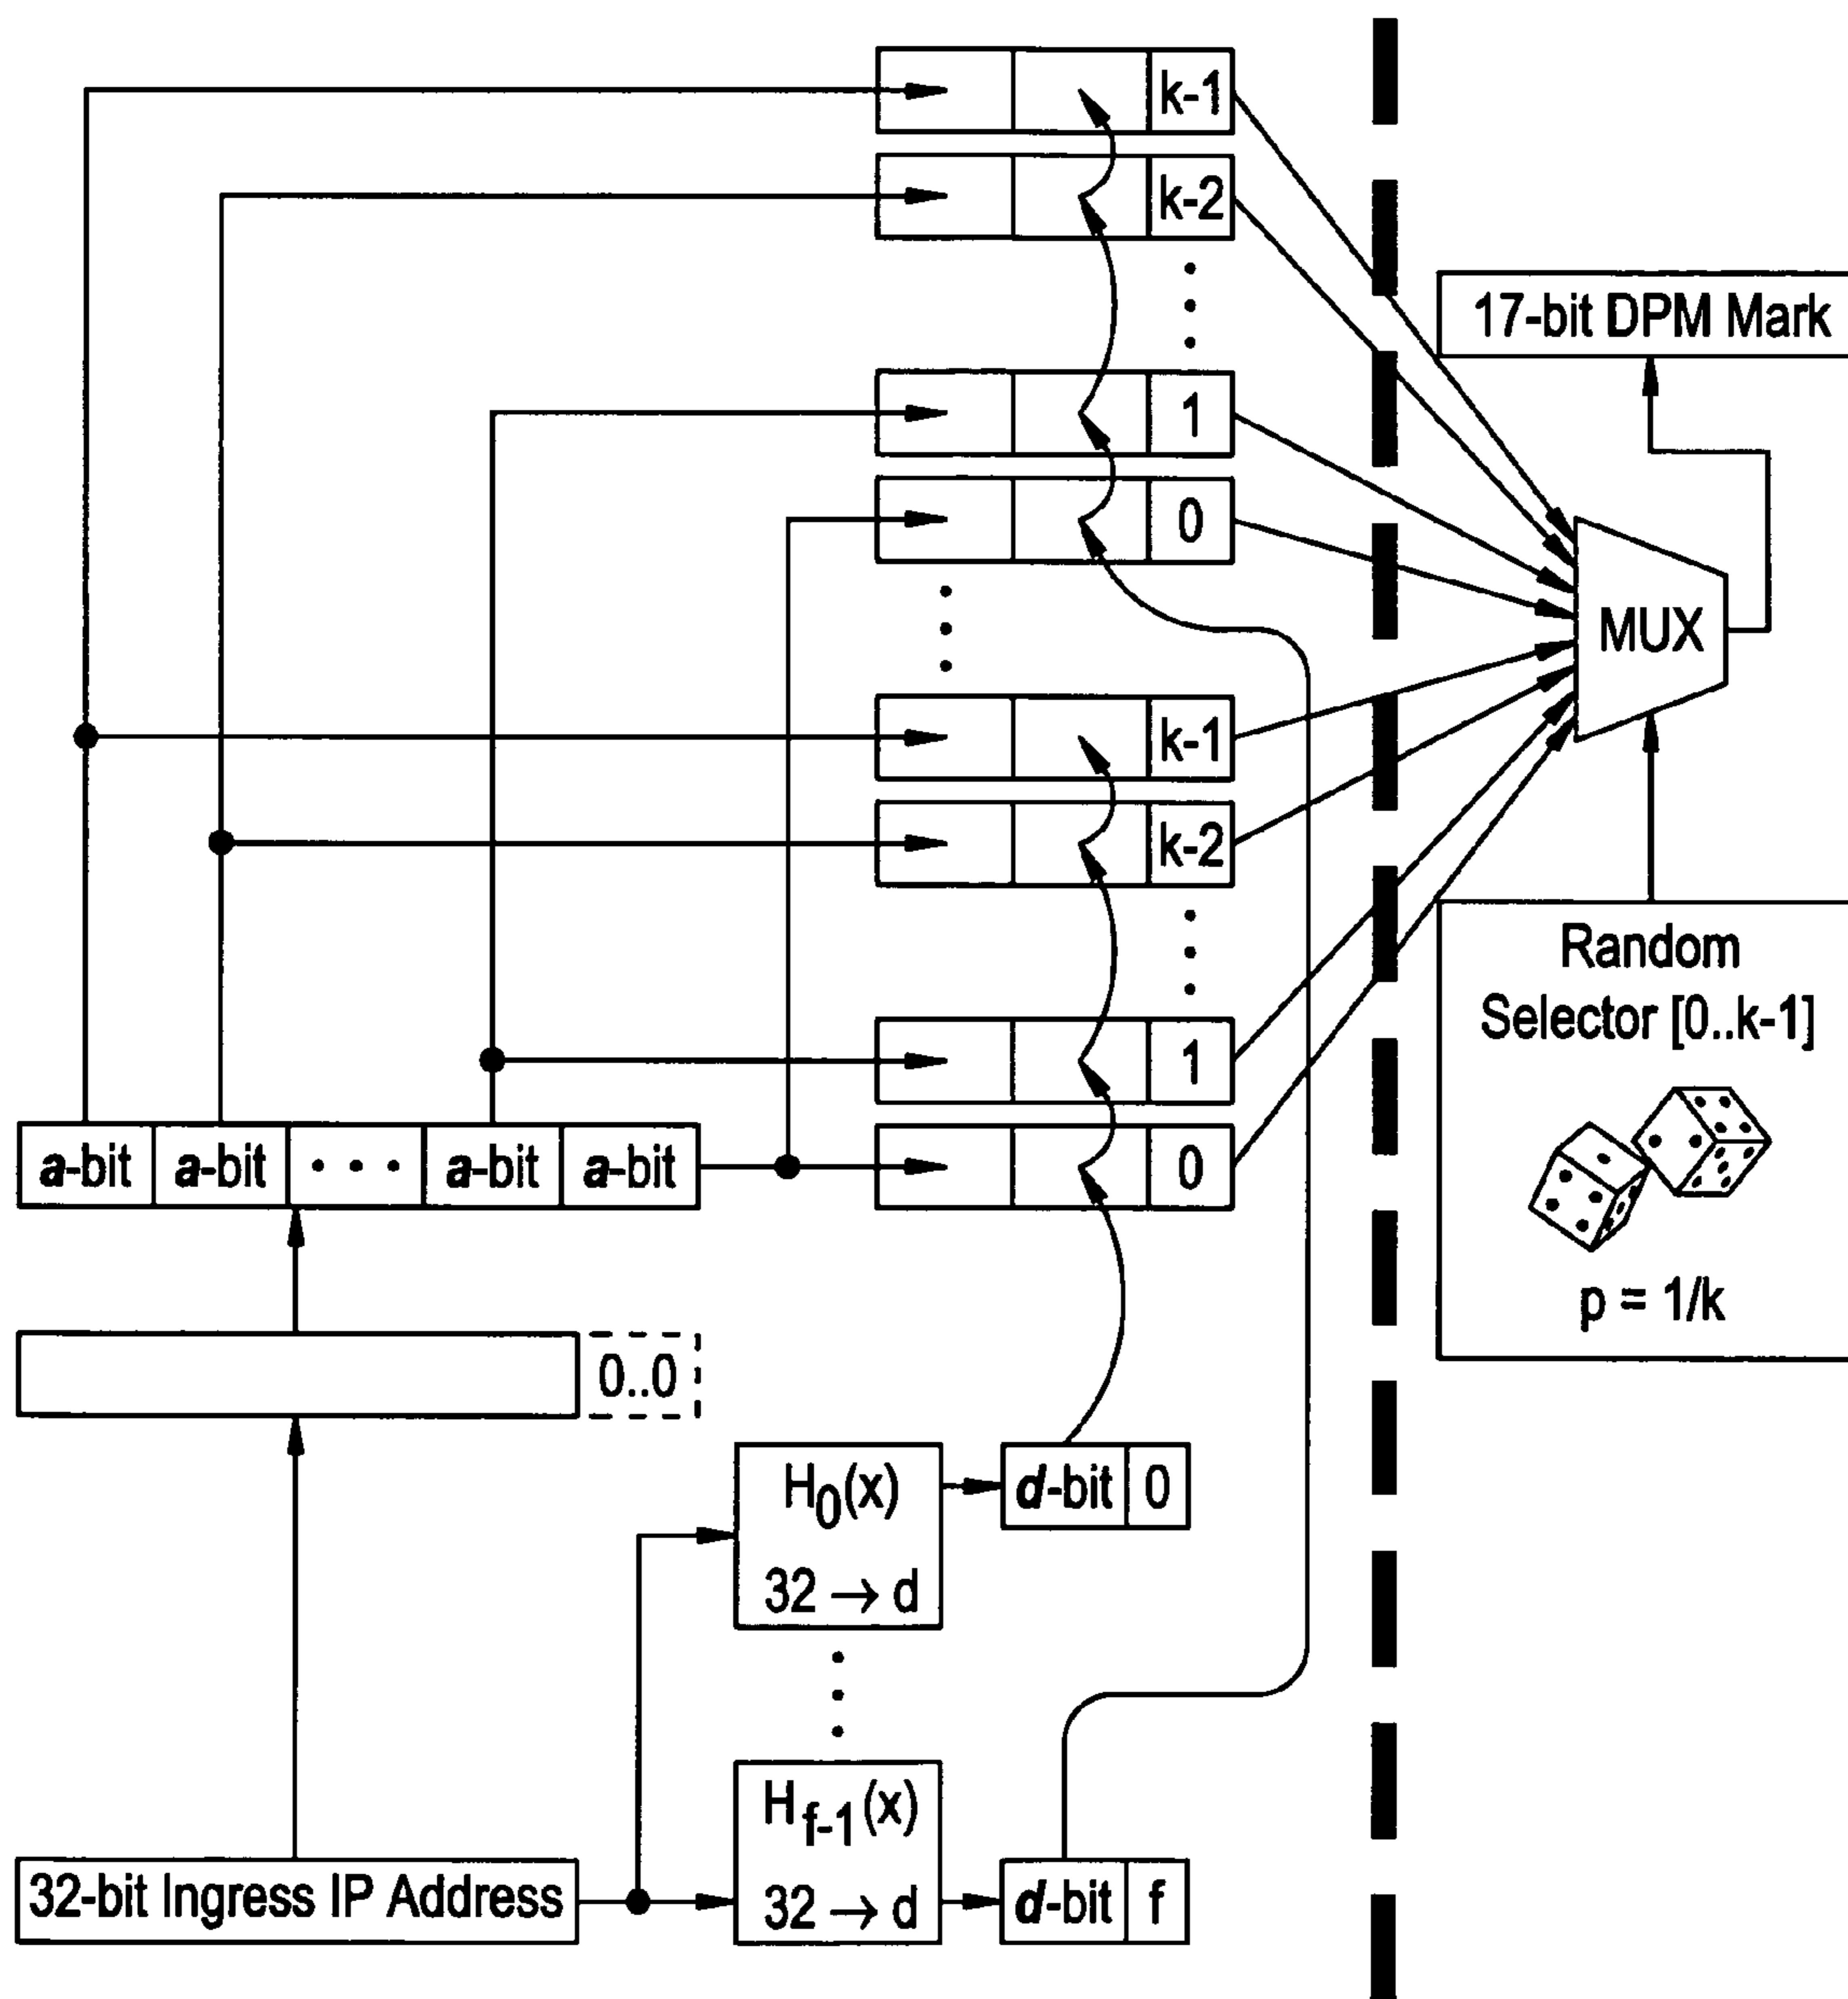 k-1
k-2
17-bit DPM Mark
1
0
MUX
k-1
k-2
Random
Selector [0..k-1]
1
a-bit a-bit • • • a-bit a-bit
0
p = 1/k
0..0
H0(x)
32 → d
d-bit 0
Hf-1(x)
32 → d
32-bit Ingress IP Address
d-bit f